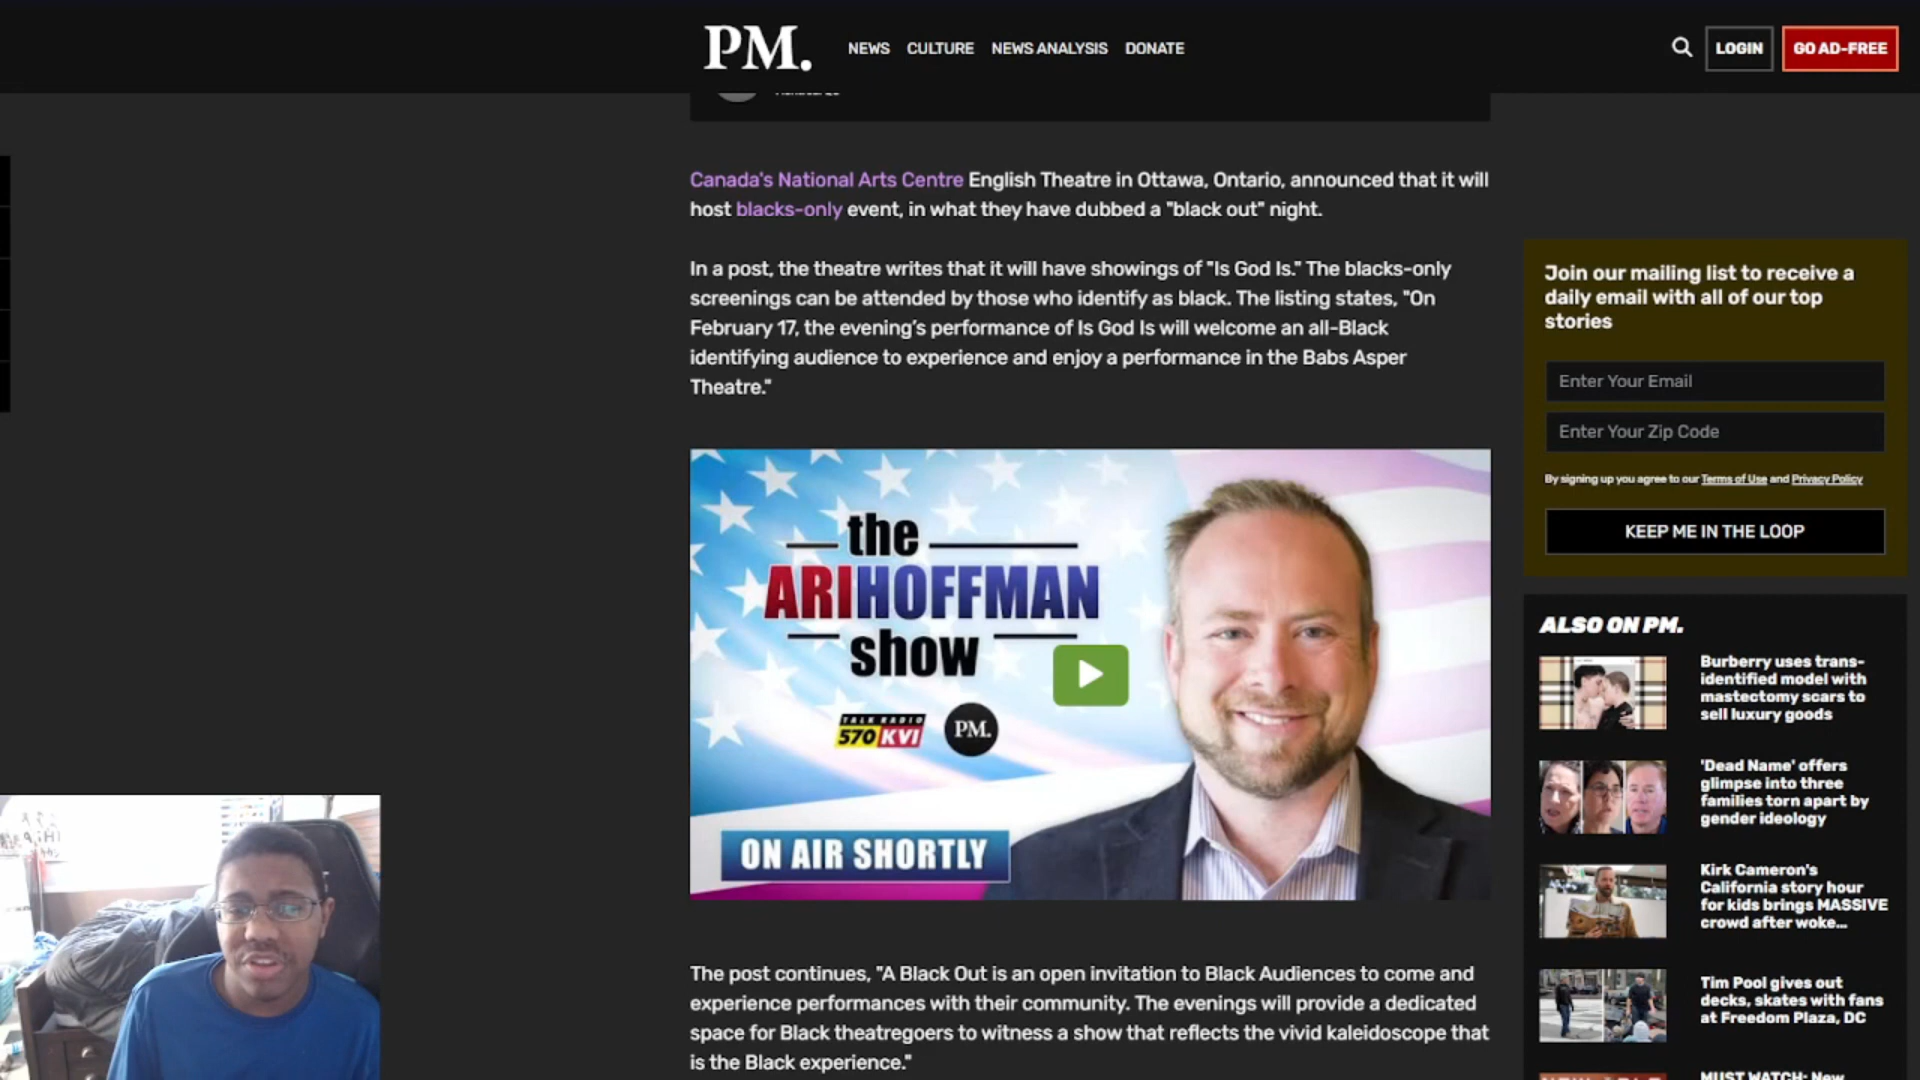 PM.
NEWS CULTURE NEWS ANALYSIS DONATE
LOGIN
GO AD-FREE
Canada's National Arts Centre English Theatre in Ottawa, Ontario, announced that it will
host blacks-only event, in what they have dubbed a "black out" night.
In a post, the theatre writes that it will have showings of "Is God Is." The blacks-only
screenings can be attended by those who identify as black. The listing states, "On
February 17, the evening's performance of Is God Is will welcome an all-Black
identifying audience to experience and enjoy a performance in the Babs Asper
Theatre."
the
ARI HOFFMAN
show
TALK RADIO
570 KVI
PM.
ON AIR SHORTLY
The post continues, "A Black Out is an open invitation to Black Audiences to come and
experience performances with their community. The evenings will provide a dedicated
space for Black theatregoers to witness a show that reflects the vivid kaleidoscope that
is the Black experience."
Join our mailing list to receive a
daily email with all of our top
stories
Enter Your Email
Enter Your Zip Code
By signing up you agree to our Terms of Use and Privacy Policy
KEEP ME IN THE LOOP
ALSO ON PM.
Burberry uses trans-
identified model with
mastectomy scars to
sell luxury goods
'Dead Name' offers
glimpse into three
families torn apart by
gender ideology
Kirk Cameron's
California story hour
for kids brings MASSIVE
crowd after woke...
Tim Pool gives out
decks, skates with fans
at Freedom Plaza, DC
MUST WATCH: New